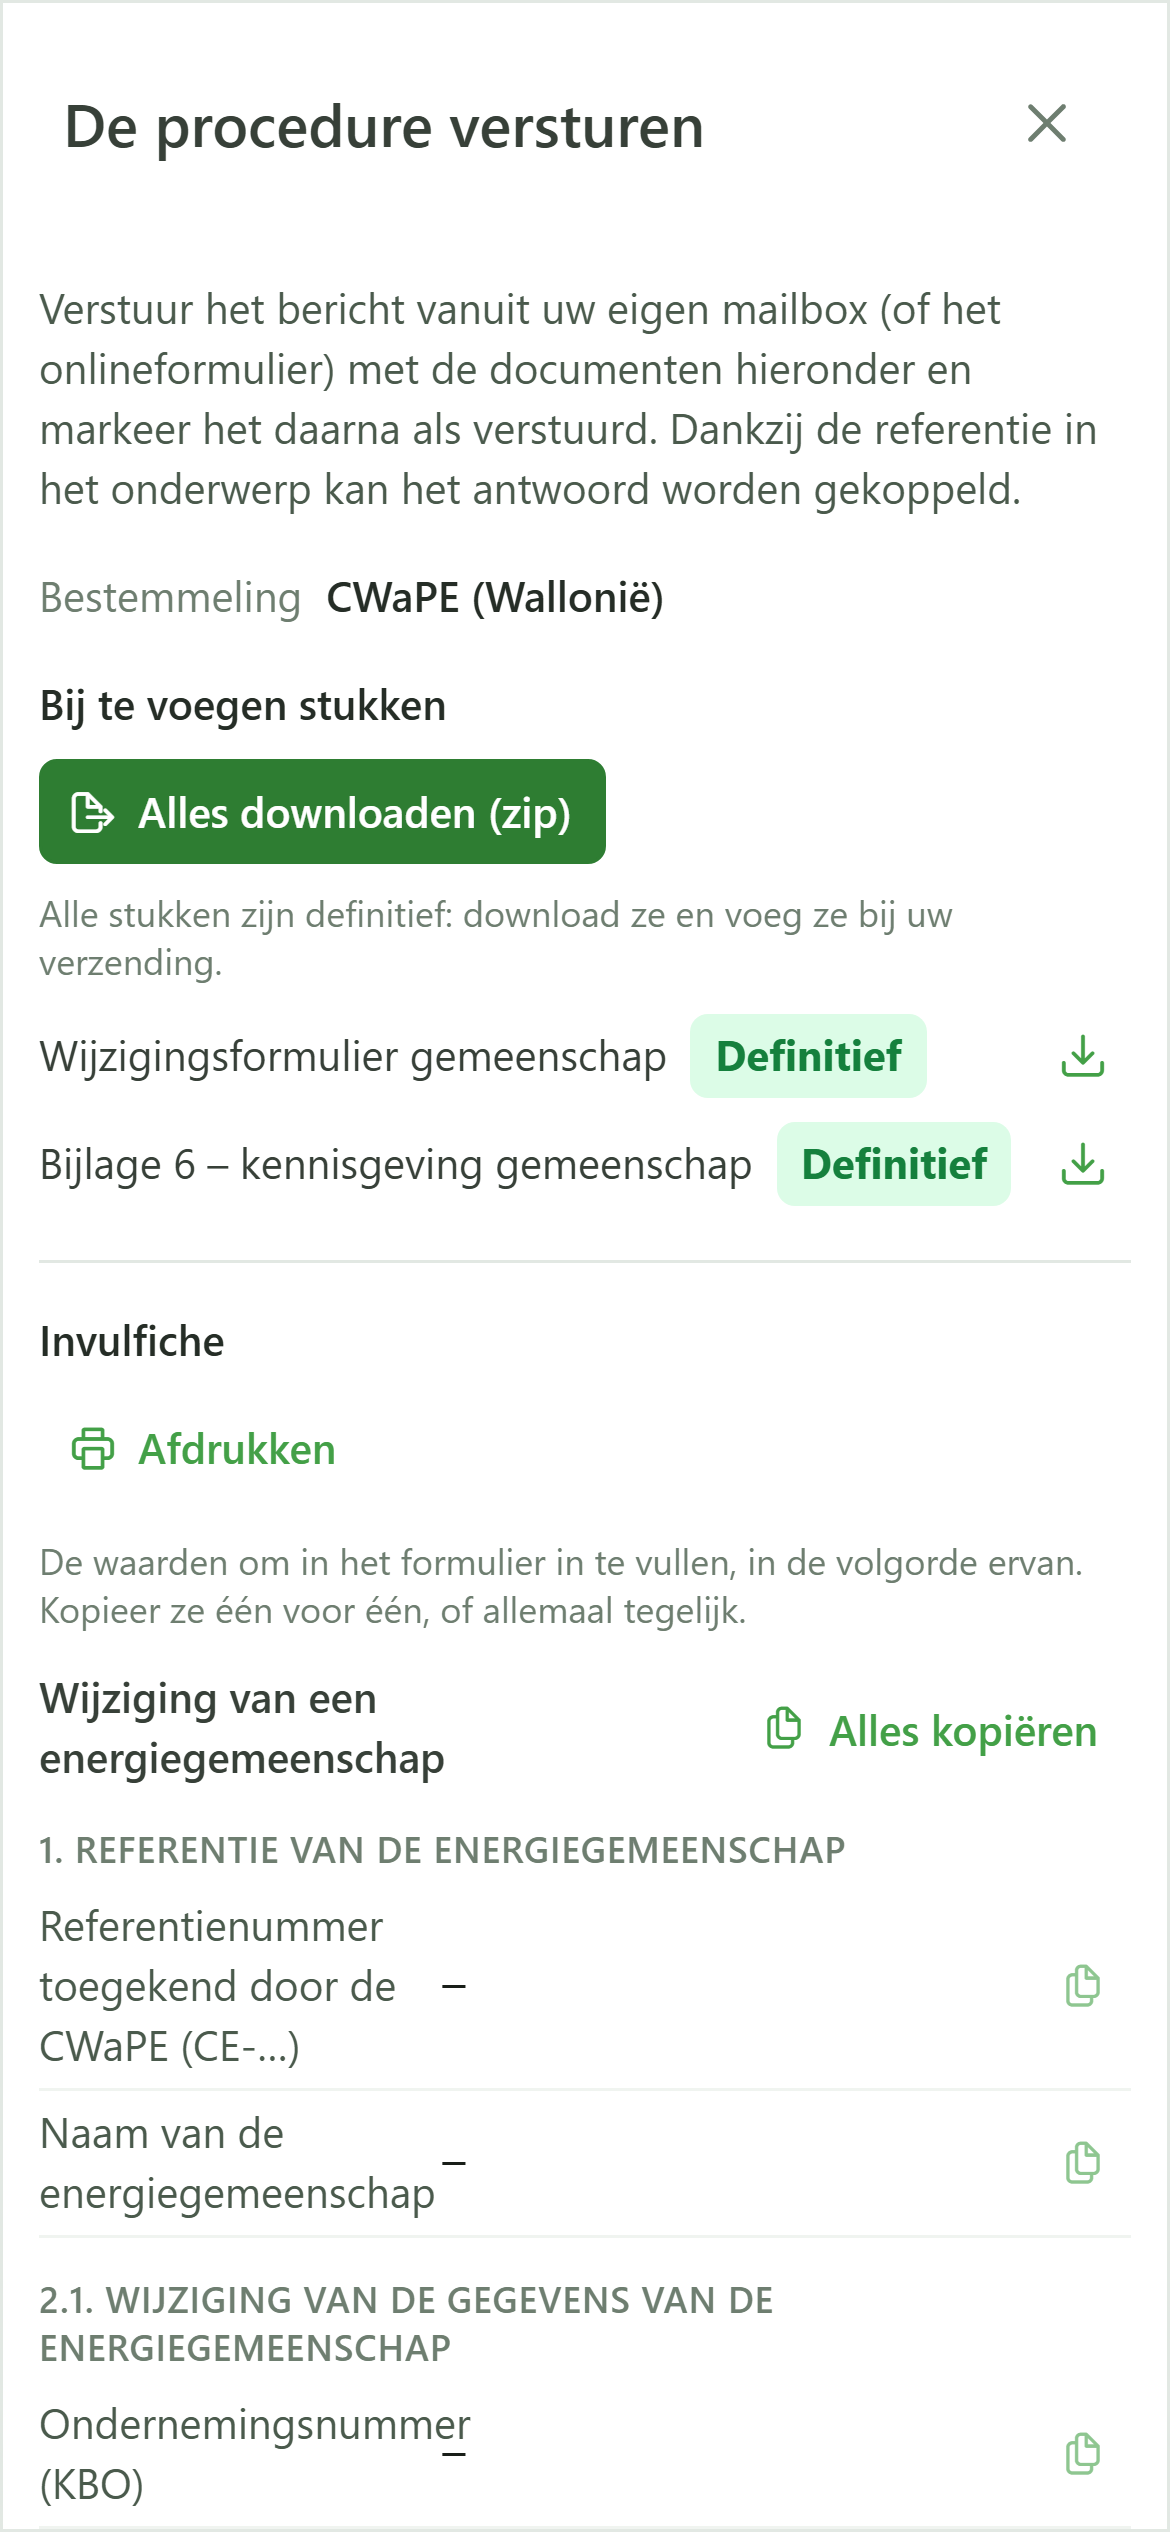 De procedure versturen
Verstuur het bericht vanuit uw eigen mailbox (of het
onlineformulier) met de documenten hieronder en
markeer het daarna als verstuurd. Dankzij de referentie in
het onderwerp kan het antwoord worden gekoppeld.
Bestemmeling CWaPE (Wallonië)
Bij te voegen stukken
Alles downloaden (zip)
Alle stukken zijn definitief: download ze en voeg ze bij uw
verzending.
Wijzigingsformulier gemeenschap Definitief
Bijlage 6 – kennisgeving gemeenschap Definitief
Invulfiche
Afdrukken
De waarden om in het formulier in te vullen, in de volgorde ervan.
Kopieer ze één voor één, of allemaal tegelijk.
Wijziging van een
energiegemeenschap
Alles kopiëren
1. REFERENTIE VAN DE ENERGIEGEMEENSCHAP
Referentienummer
toegekend door de –
CWaPE (CE-...)
Naam van de
energiegemeenschap –
2.1. WIJZIGING VAN DE GEGEVENS VAN DE
ENERGIEGEMEENSCHAP
Ondernemingsnummer
(KBO) –